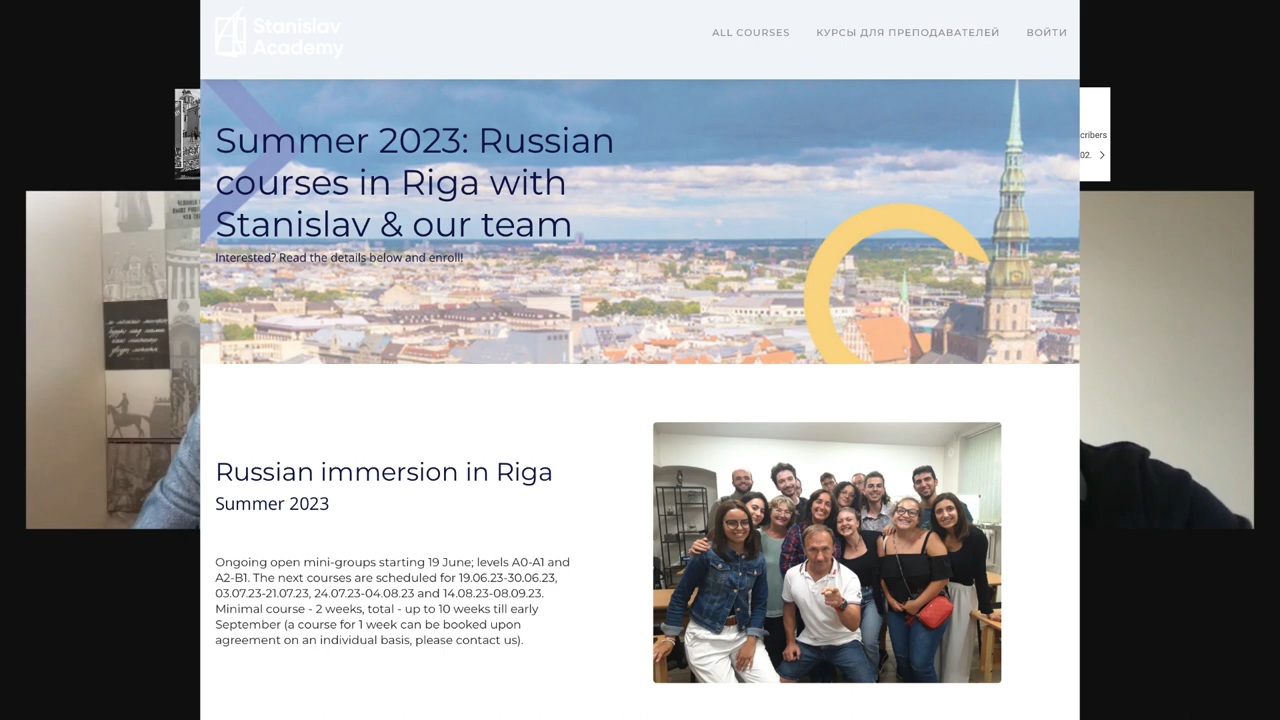 Stanislav
Academy
ALL COURSES
КУРСЫ ДЛЯ ПРЕПОДАВАТЕЛЕЙ
ВОЙТИ
Summer 2023: Russian
courses in Riga with
Stanislav & our team
Interested? Read the details below and enroll!
cribers
02.
Russian immersion in Riga
Summer 2023
Ongoing open mini-groups starting 19 June; levels A0-A1 and
A2-B1. The next courses are scheduled for 19.06.23-30.06.23,
03.07.23-21.07.23, 24.07.23-04.08.23 and 14.08.23-08.09.23.
Minimal course - 2 weeks, total - up to 10 weeks till early
September (a course for 1 week can be booked upon
agreement on an individual basis, please contact us).